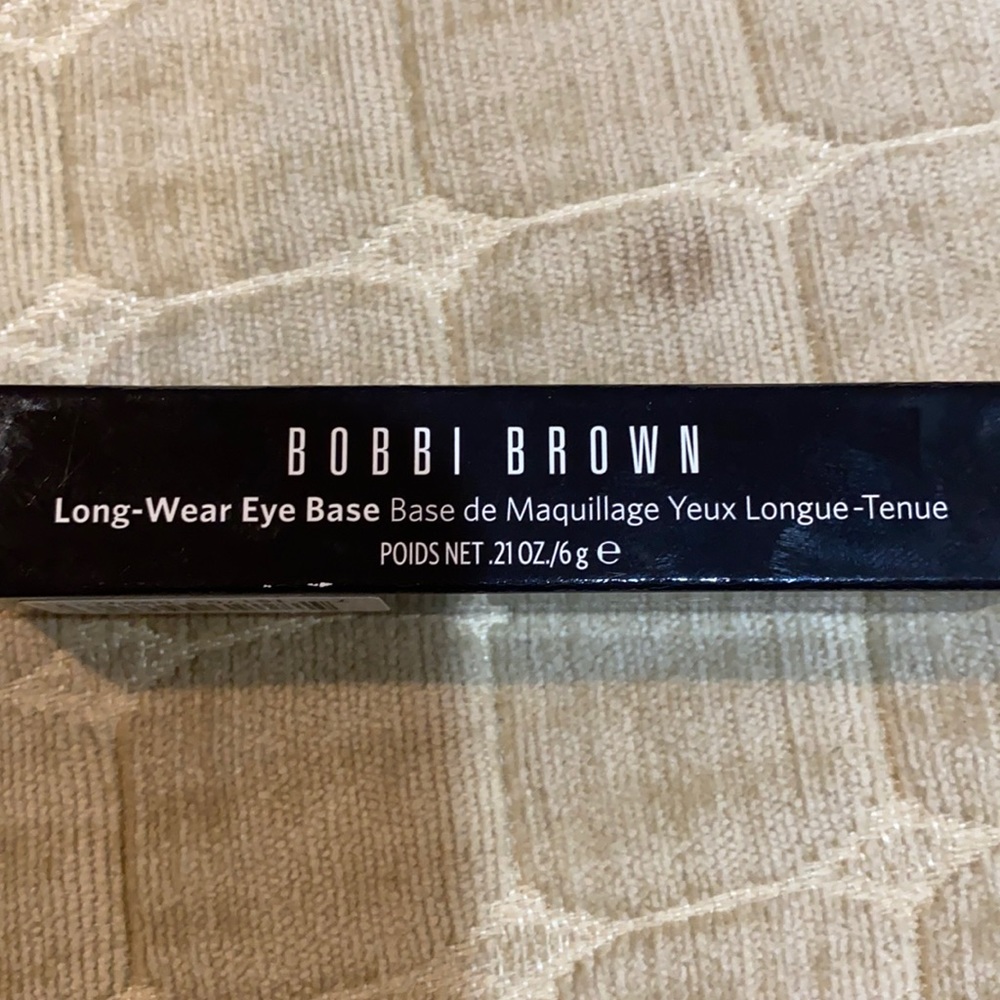 BOBBI BROWN
Long-Wear Eye Base Base de Maquillage Yeux Longue-Tenue
POIDS NET .21 OZ./6 g ℮